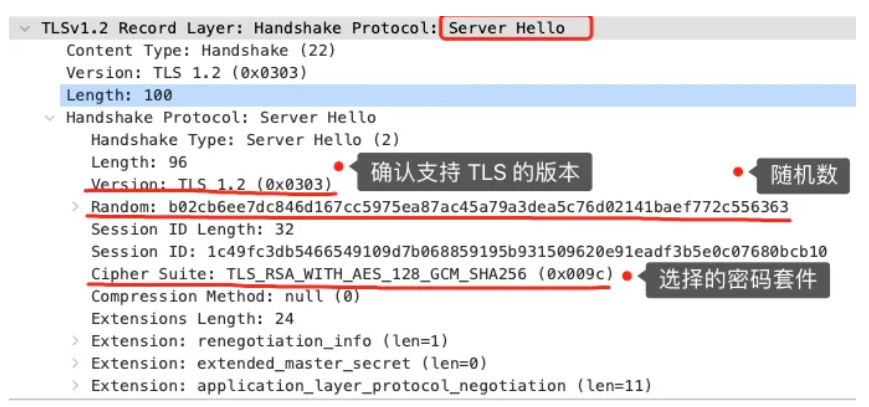 TLSv1.2 Record Layer: Handshake Protocol: Server Hello
Content Type: Handshake (22)
Version: TLS 1.2 (0x0303)
Length: 100
Handshake Protocol: Server Hello
Handshake Type: Server Hello (2)
Length: 96
确认支持 TLS 的版本
随机数
Version: TLS 1.2 (0x0303)
Random: b02cb6ee7dc846d167cc5975ea87ac45a79a3dea5c76d02141baef772c556363
Session ID Length: 32
Session ID: 1c49fc3db5466549109d7b068859195b931509620e91eadf3b5e0c07680bcb10
Cipher Suite: TLS_RSA_WITH_AES_128_GCM_SHA256 (0x009c)
选择的密码套件
Compression Method: null (0)
Extensions Length: 24
Extension: renegotiation_info (len=1)
Extension: extended_master_secret (len=0)
Extension: application_layer_protocol_negotiation (len=11)